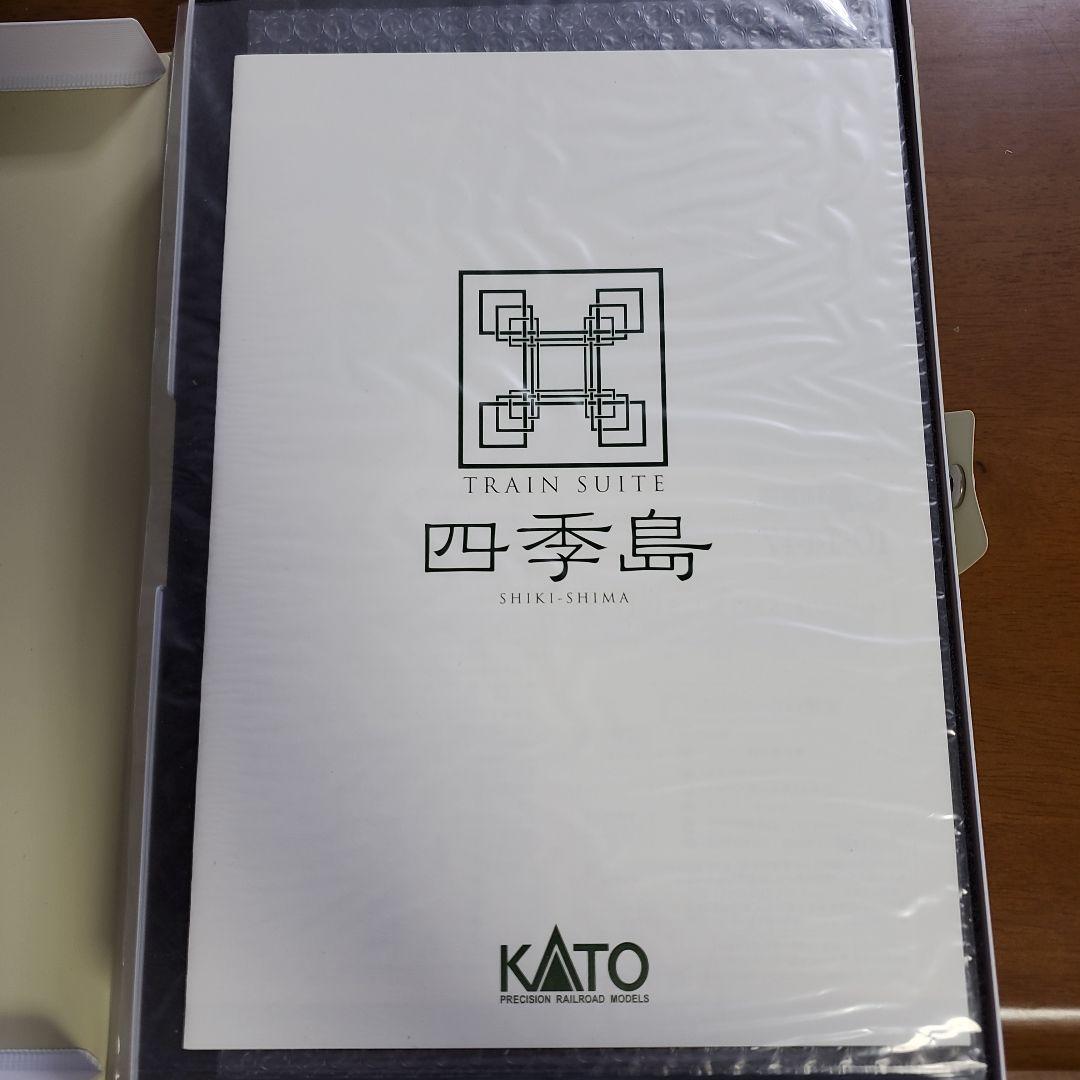 TRAIN SUITE
四季島
SHIKI-SHIMA
KATO
PRECISION RAILROAD MODELS